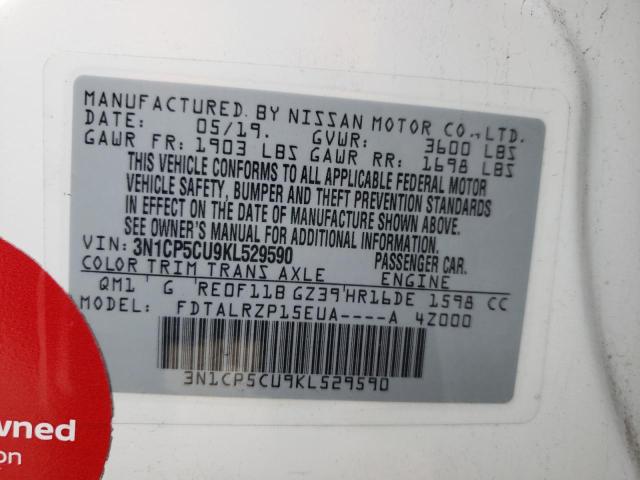 MANUFACTURED BY NISSAN MOTOR CO., LTD.
DATE: 05/19. GVWR: 3600 LBS
GAWR FR: 1903 LBS GAWR RR: 1698 LBS
THIS VEHICLE CONFORMS TO ALL APPLICABLE FEDERAL MOTOR
VEHICLE SAFETY, BUMPER AND THEFT PREVENTION STANDARDS
IN EFFECT ON THE DATE OF MANUFACTURE SHOWN ABOVE.
SEE OWNER'S MANUAL FOR ADDITIONAL INFORMATION
VIN: 3N1CP5CU9KL529590 PASSENGER CAR.
COLOR TRIM TRANS AXLE ENGINE
QM1 G RE0F11B GZ39 HR16DE 1598 CC
MODEL: FDTALRZP15EUA----A 4Z000
3N1CP5CU9KL529590
wned
on